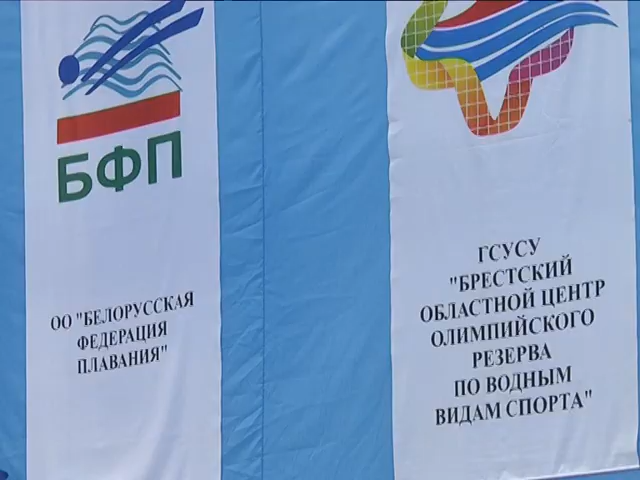 БФП
ОО "БЕЛОРУССКАЯ
ФЕДЕРАЦИЯ
ПЛАВАНИЯ"
ГСУСУ
"БРЕСТСКИЙ
ОБЛАСТНОЙ ЦЕНТР
ОЛИМПИЙСКОГО
РЕЗЕРВА
ПО ВОДНЫМ
ВИДАМ СПОРТА"